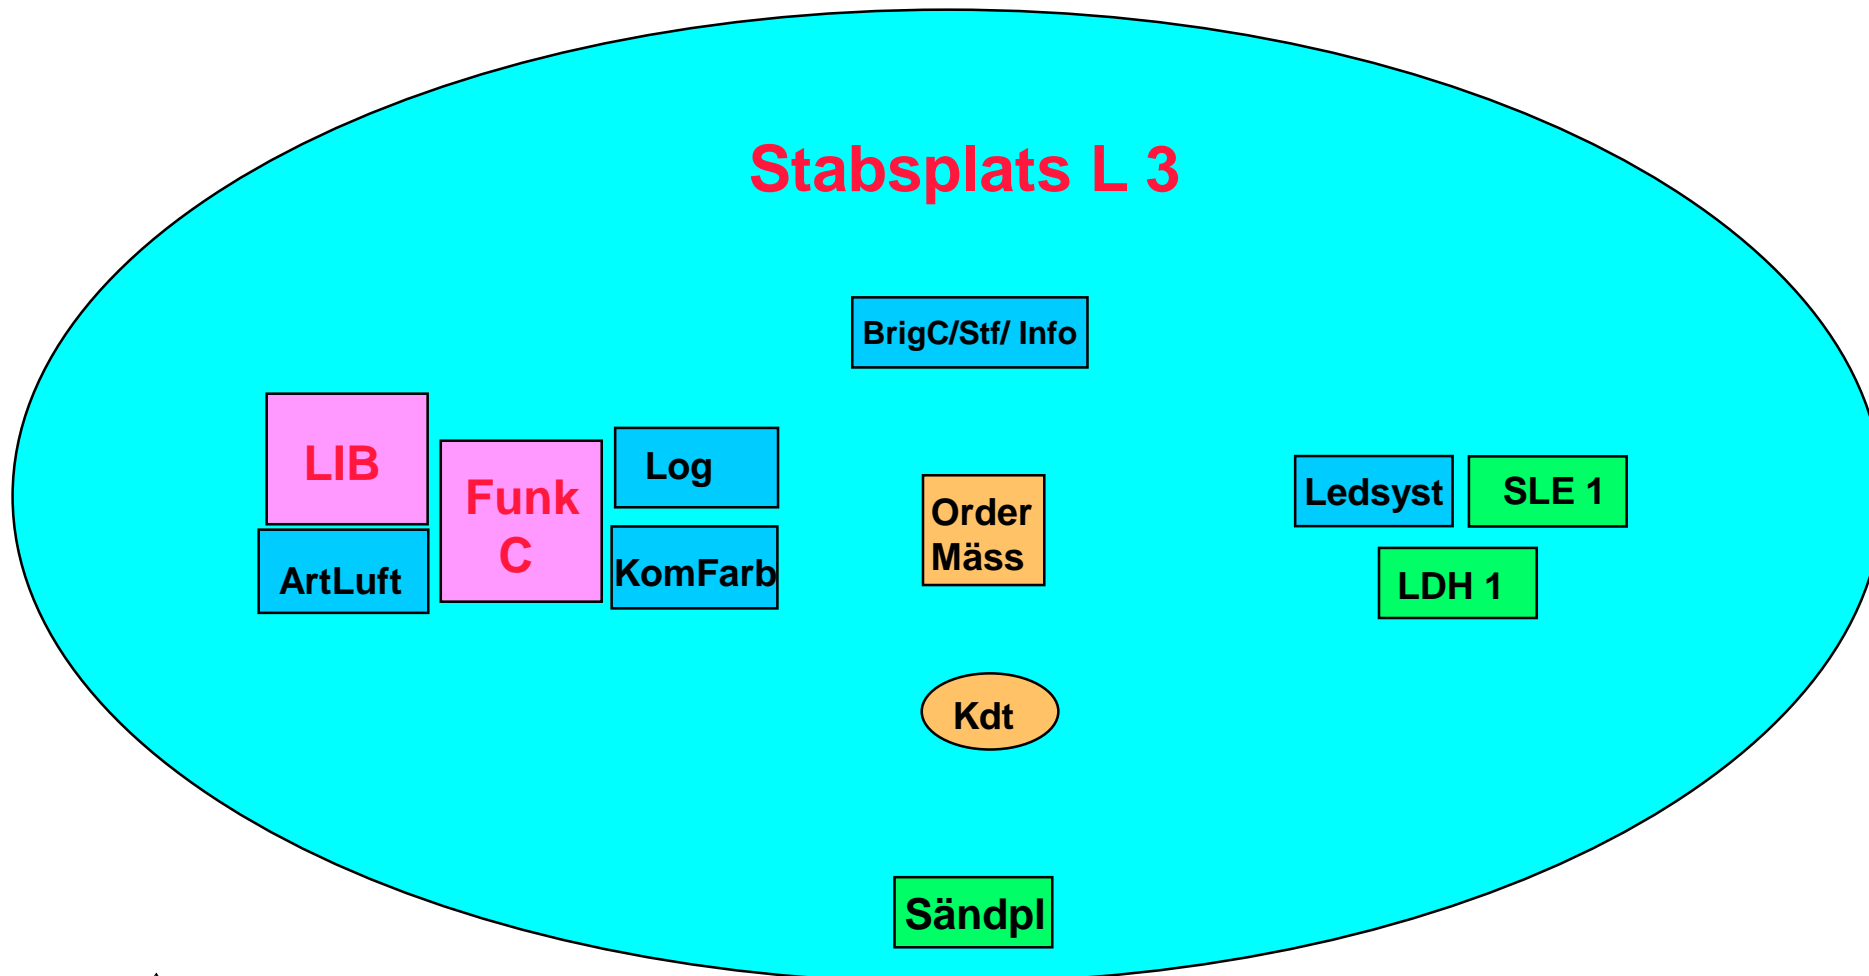 Stabsplats L 3
BrigC/Stf/ Info
LIB
Funk
C
Log
ArtLuft
KomFarb
Order
Mäss
Ledsyst
SLE 1
LDH 1
Kdt
Sändpl